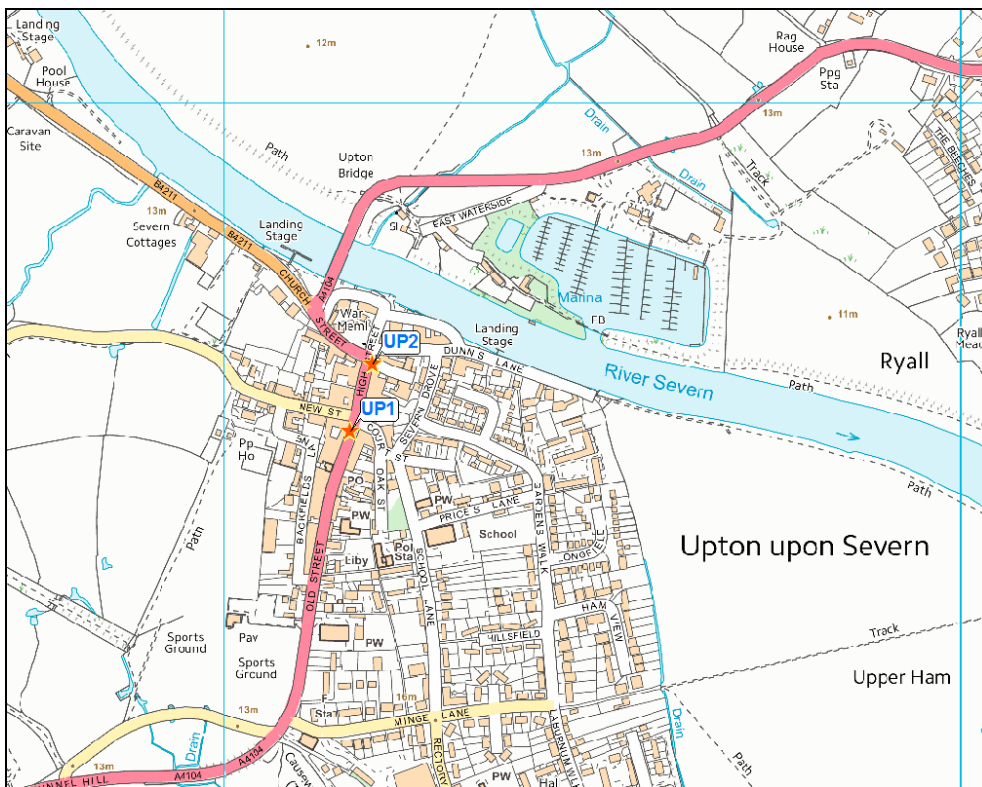 Landing
Stage
12m
Rag
House
Pool
House
Ppg
Sta
Caravan
Site
Drain
13m
THE BEECHES
Path
Upton
Bridge
13m
Drain
Track
B4211
13m
Severn
Cottages
B4211
Landing
Stage
Sl
EAST WATERSIDE
CHURCH STREET
A4104
War
Meml
Marina
FB
11m
Landing
Stage
HIGH STREET
UP2
DUNN'S LANE
Ryall
River Severn
Path
NEW ST
UP1
SEVERN DROVE
COURT ST
Pp
Ho
BACKFIELDS
PO
OAK ST
PW
PW
PRICE'S LANE
GARDENS WALK
Path
School
Path
Upton upon Severn
OLD STREET
Liby
Pol
Sta
SCHOOL LANE
HAM VIEW
Sports
Ground
Pav
PW
HILLSFIELD
Track
Sports
Ground
Upper Ham
16m
13m
MINGE LANE
Drain
Drain
13m
A4104
A4104
RECTORY
PW
Path